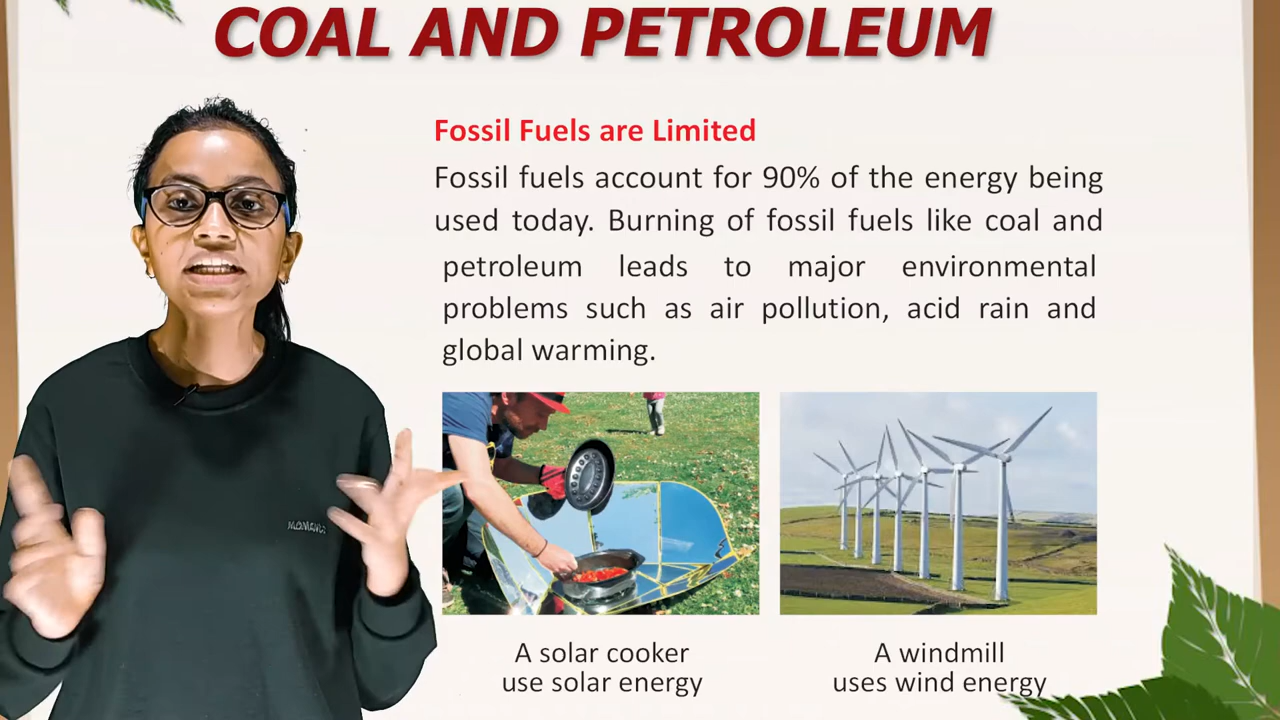 COAL AND PETROLEUM
Fossil Fuels are Limited
Fossil fuels account for 90% of the energy being
used today. Burning of fossil fuels like coal and
petroleum leads to major environmental
problems such as air pollution, acid rain and
global warming.
A solar cooker
use solar energy
A windmill
uses wind energy